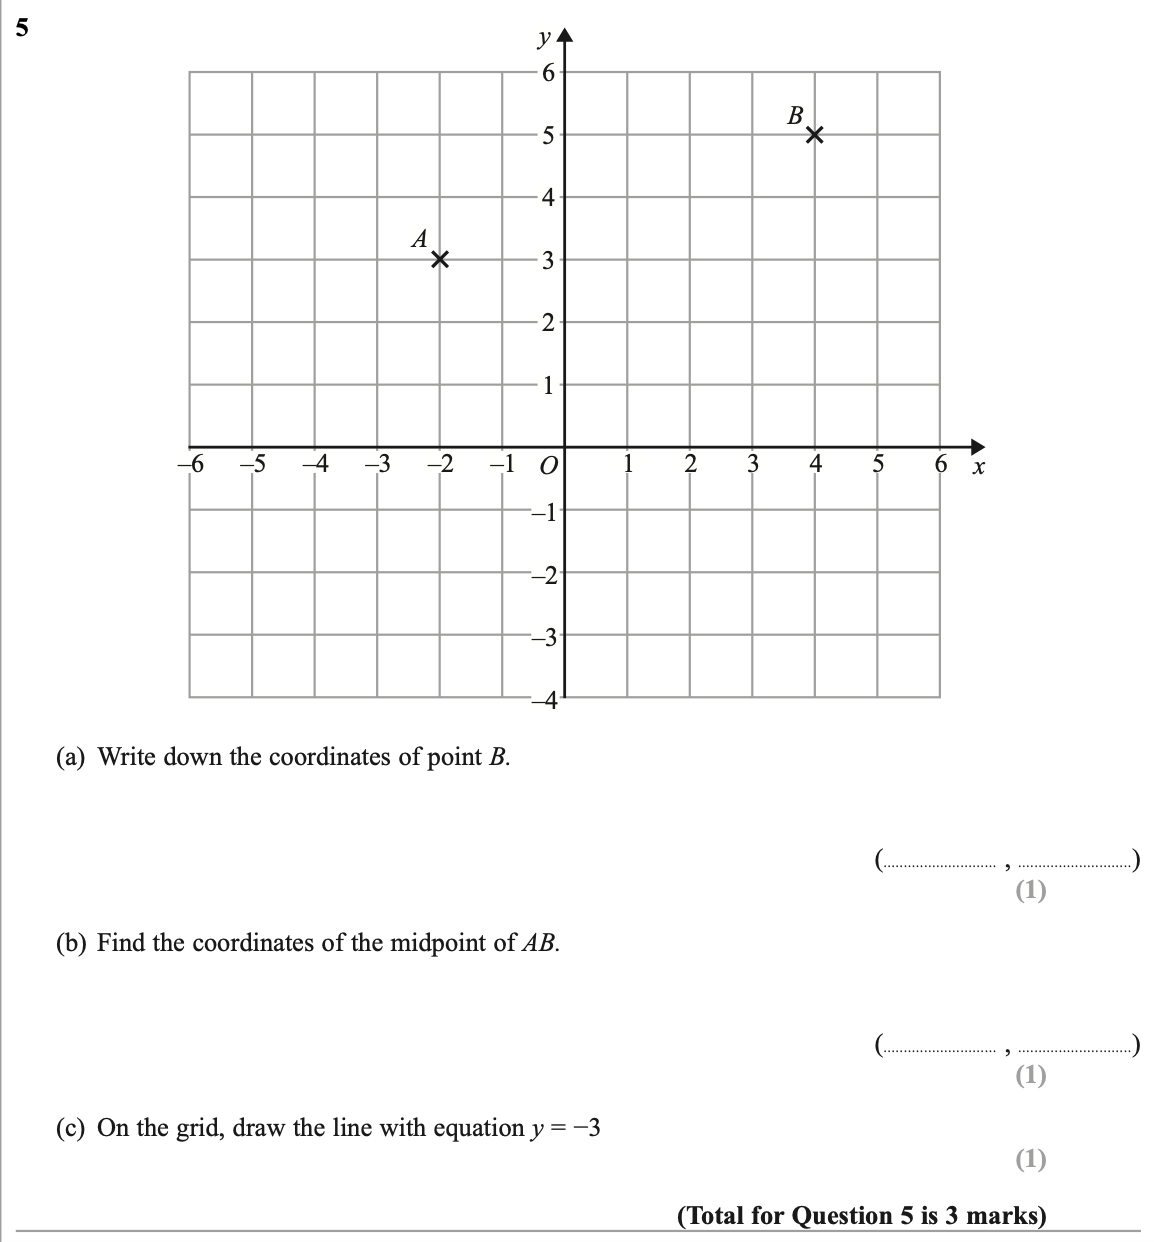 5
y
6
B
5
4
A
3
2
1
–6 –5 –4 –3 –2 –1 O 1 2 3 4 5 6 x
–1
–2
–3
–4
(a) Write down the coordinates of point B.
(.............................. , ..............................)
(1)
(b) Find the coordinates of the midpoint of AB.
(.............................. , ..............................)
(1)
(c) On the grid, draw the line with equation y = −3
(1)
(Total for Question 5 is 3 marks)